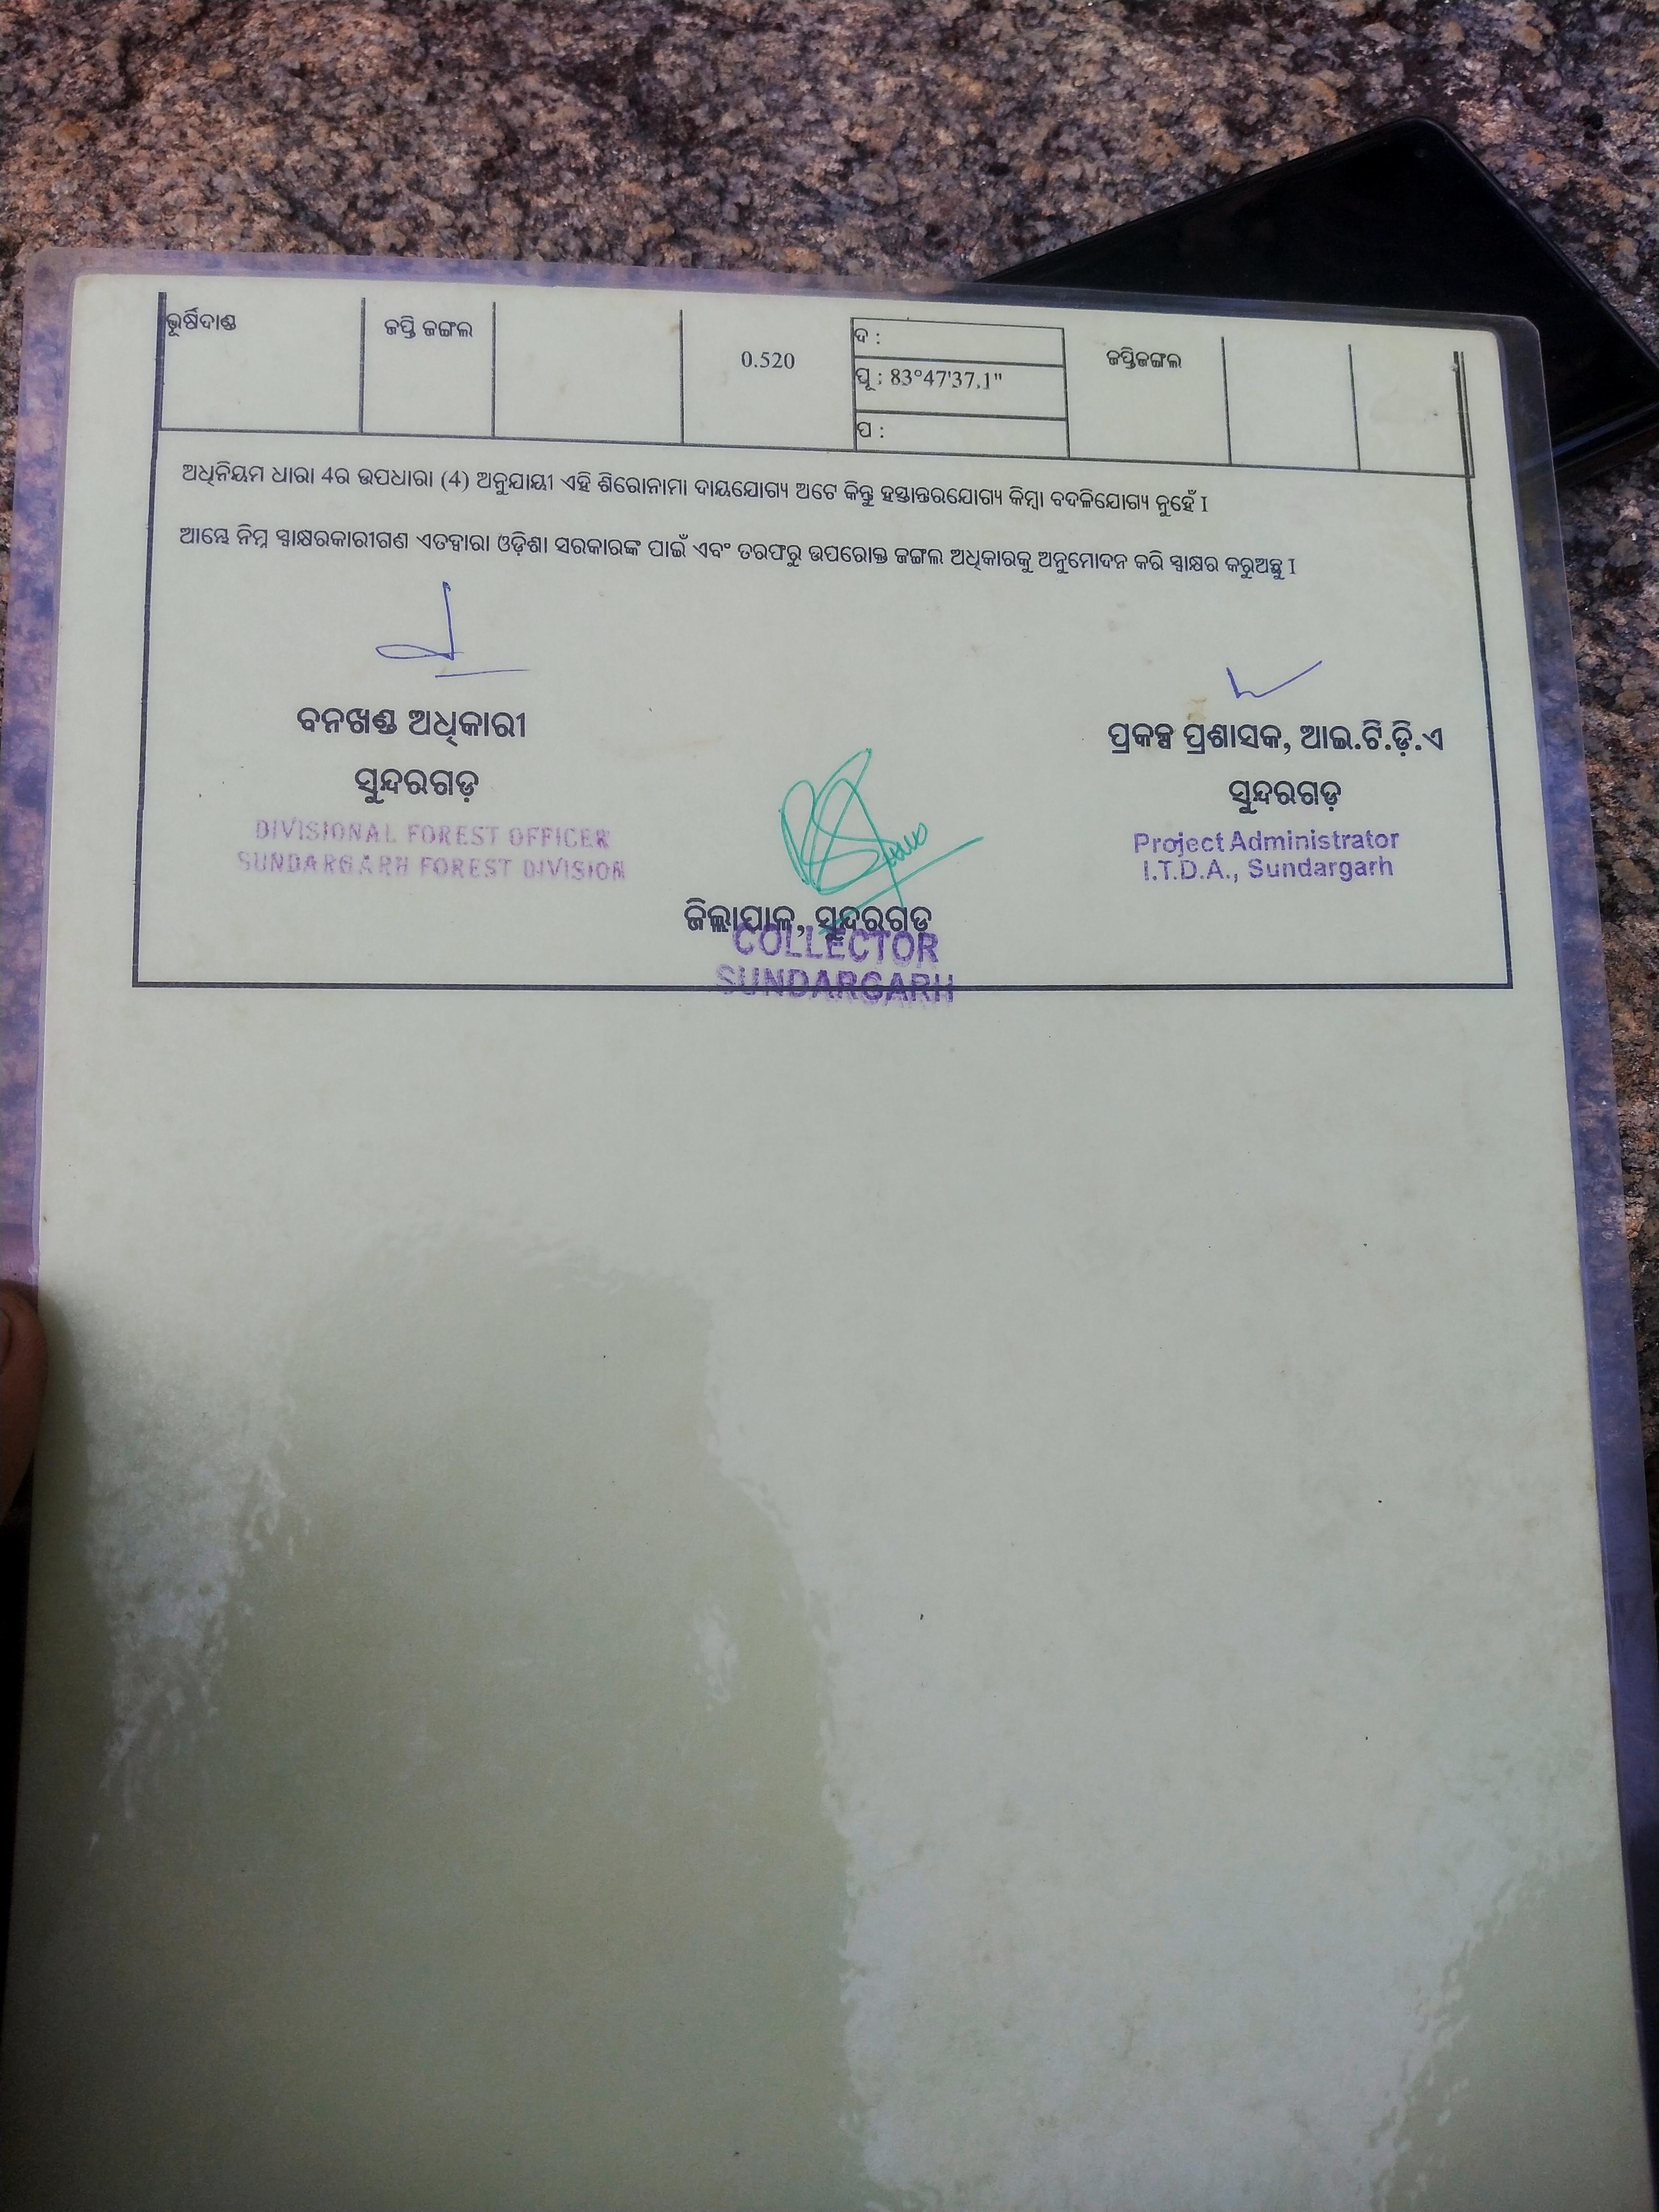 ଭୂର୍ଷିଦାଣ୍ଡ
ଜପ୍ତି ଜଙ୍ଗଲ
0.520
ଦ :
ପୂ : 83°47'37.1"
ପ :
ଜପ୍ତିଜଙ୍ଗଲ
ଅଧିନିୟମ ଧାରା 4ର ଉପଧାରା (4) ଅନୁଯାୟୀ ଏହି ଶିରୋନାମା ଦାୟଯୋଗ୍ୟ ଅଟେ କିନ୍ତୁ ହସ୍ତାନ୍ତରଯୋଗ୍ୟ କିମ୍ବା ବଦଳିଯୋଗ୍ୟ ନୁହେଁ I
ଆମ୍ଭେ ନିମ୍ନ ସ୍ୱାକ୍ଷରକାରୀଗଣ ଏତଦ୍ୱାରା ଓଡ଼ିଶା ସରକାରଙ୍କ ପାଇଁ ଏବଂ ତରଫରୁ ଉପରୋକ୍ତ ଜଙ୍ଗଲ ଅଧିକାରକୁ ଅନୁମୋଦନ କରି ସ୍ୱାକ୍ଷର କରୁଅଛୁ I
ବନଖଣ୍ଡ ଅଧିକାରୀ
ସୁନ୍ଦରଗଡ଼
DIVISIONAL FOREST OFFICER
SUNDARGARH FOREST DIVISION
ପ୍ରକଳ୍ପ ପ୍ରଶାସକ, ଆଇ.ଟି.ଡ଼ି.ଏ
ସୁନ୍ଦରଗଡ଼
Project Administrator
I.T.D.A., Sundargarh
ଜିଲ୍ଲାପାଳ, ସୁନ୍ଦରଗଡ଼
COLLECTOR
SUNDARGARH